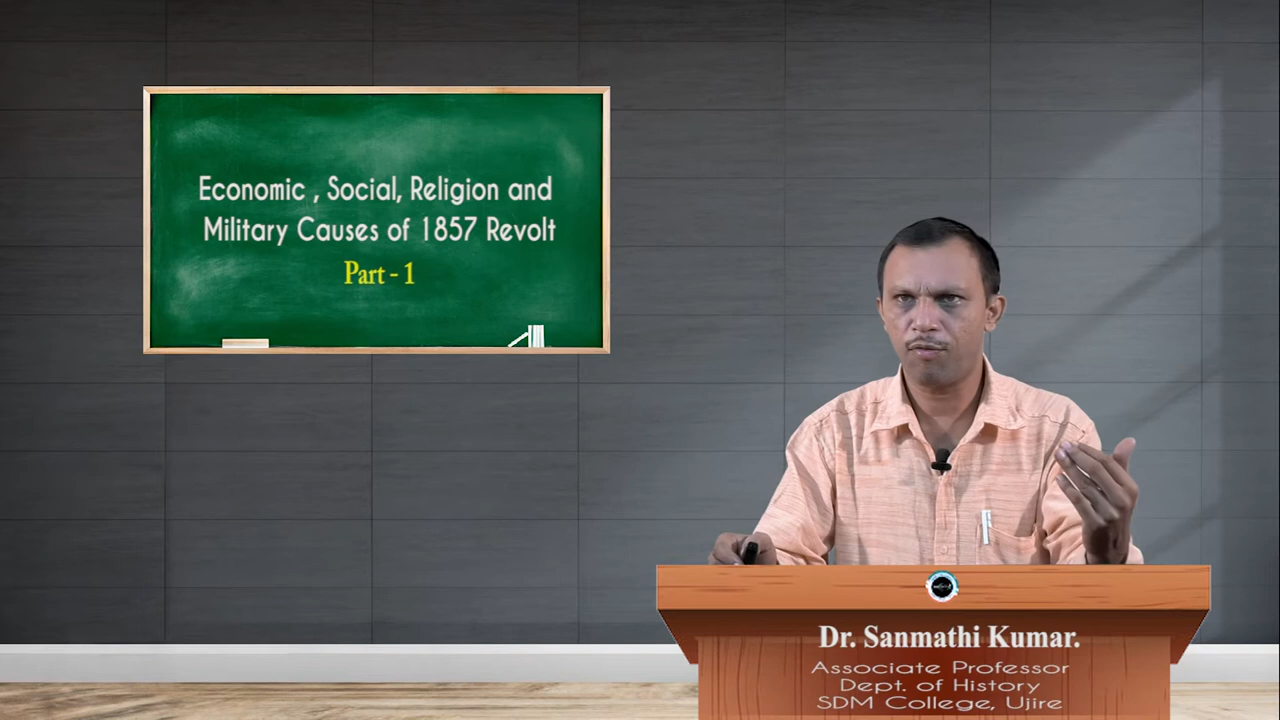 Economic , Social, Religion and
Military Causes of 1857 Revolt
Part - 1
Dr. Sanmathi Kumar.
Associate Professor
Dept. of History
SDM College, Ujire